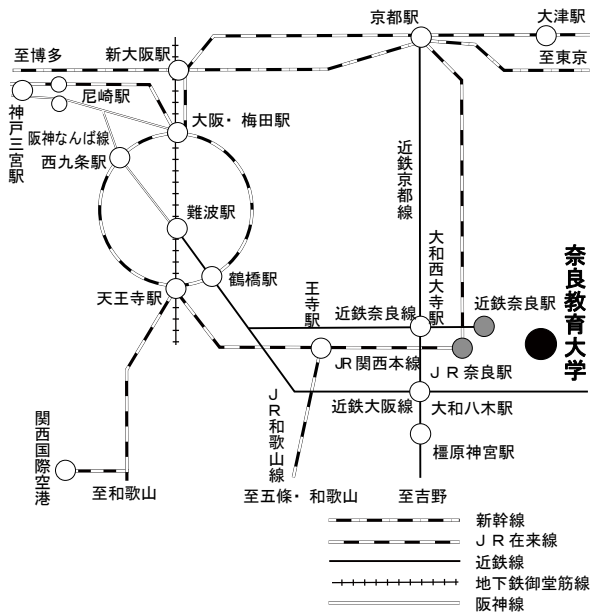 京都駅
大津駅
至博多
新大阪駅
至東京
尼崎駅
神戸三宮駅
大阪・梅田駅
阪神なんば線
西九条駅
近鉄京都線
難波駅
大和西大寺駅
奈良教育大学
鶴橋駅
天王寺駅
王寺駅
近鉄奈良線
近鉄奈良駅
JR関西本線
ＪＲ奈良駅
JR和歌山線
近鉄大阪線
大和八木駅
関西国際空港
橿原神宮駅
至和歌山
至五條・和歌山
至吉野
新幹線
ＪＲ在来線
近鉄線
地下鉄御堂筋線
阪神線